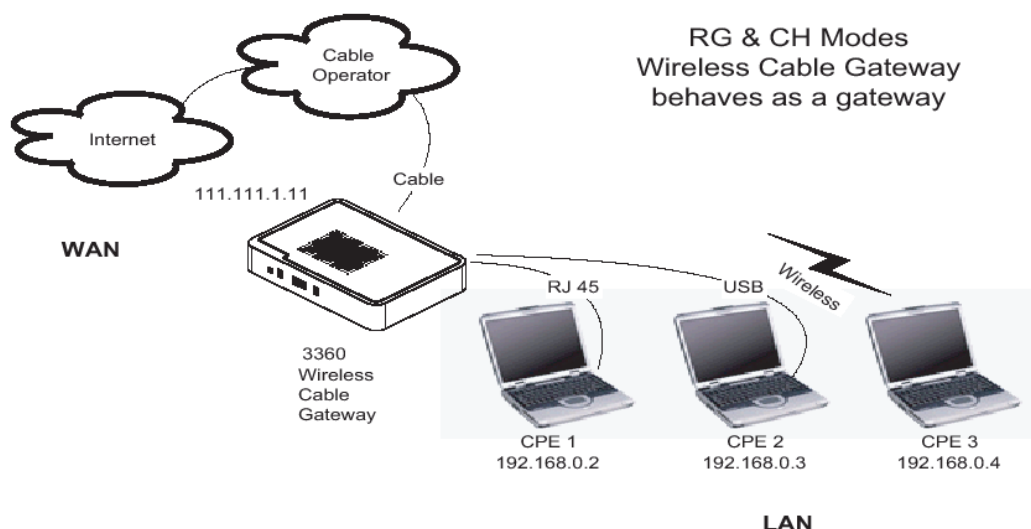 RG & CH Modes
Wireless Cable Gateway
behaves as a gateway
Cable
Operator
Internet
Cable
111.111.1.11
WAN
RJ 45
USB
Wireless
3360
Wireless
Cable
Gateway
CPE 1
192.168.0.2
CPE 2
192.168.0.3
CPE 3
192.168.0.4
LAN